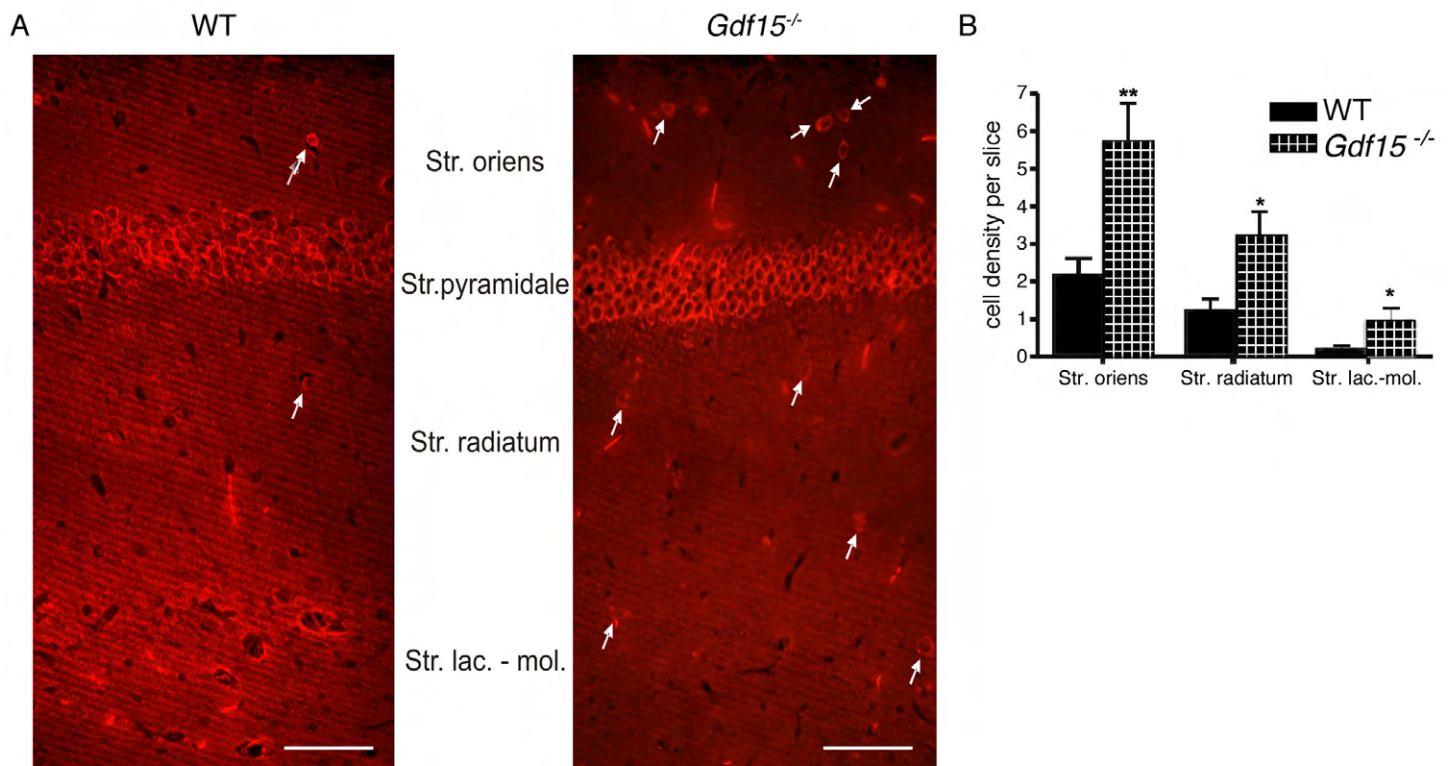 A
WT
Gdf15-/-
Str. oriens
Str.pyramidale
Str. radiatum
Str. lac. - mol.
B
cell density per slice
7
6
5
4
3
2
1
0
**
*
*
WT
Gdf15 -/-
Str. oriens
Str. radiatum
Str. lac.-mol.